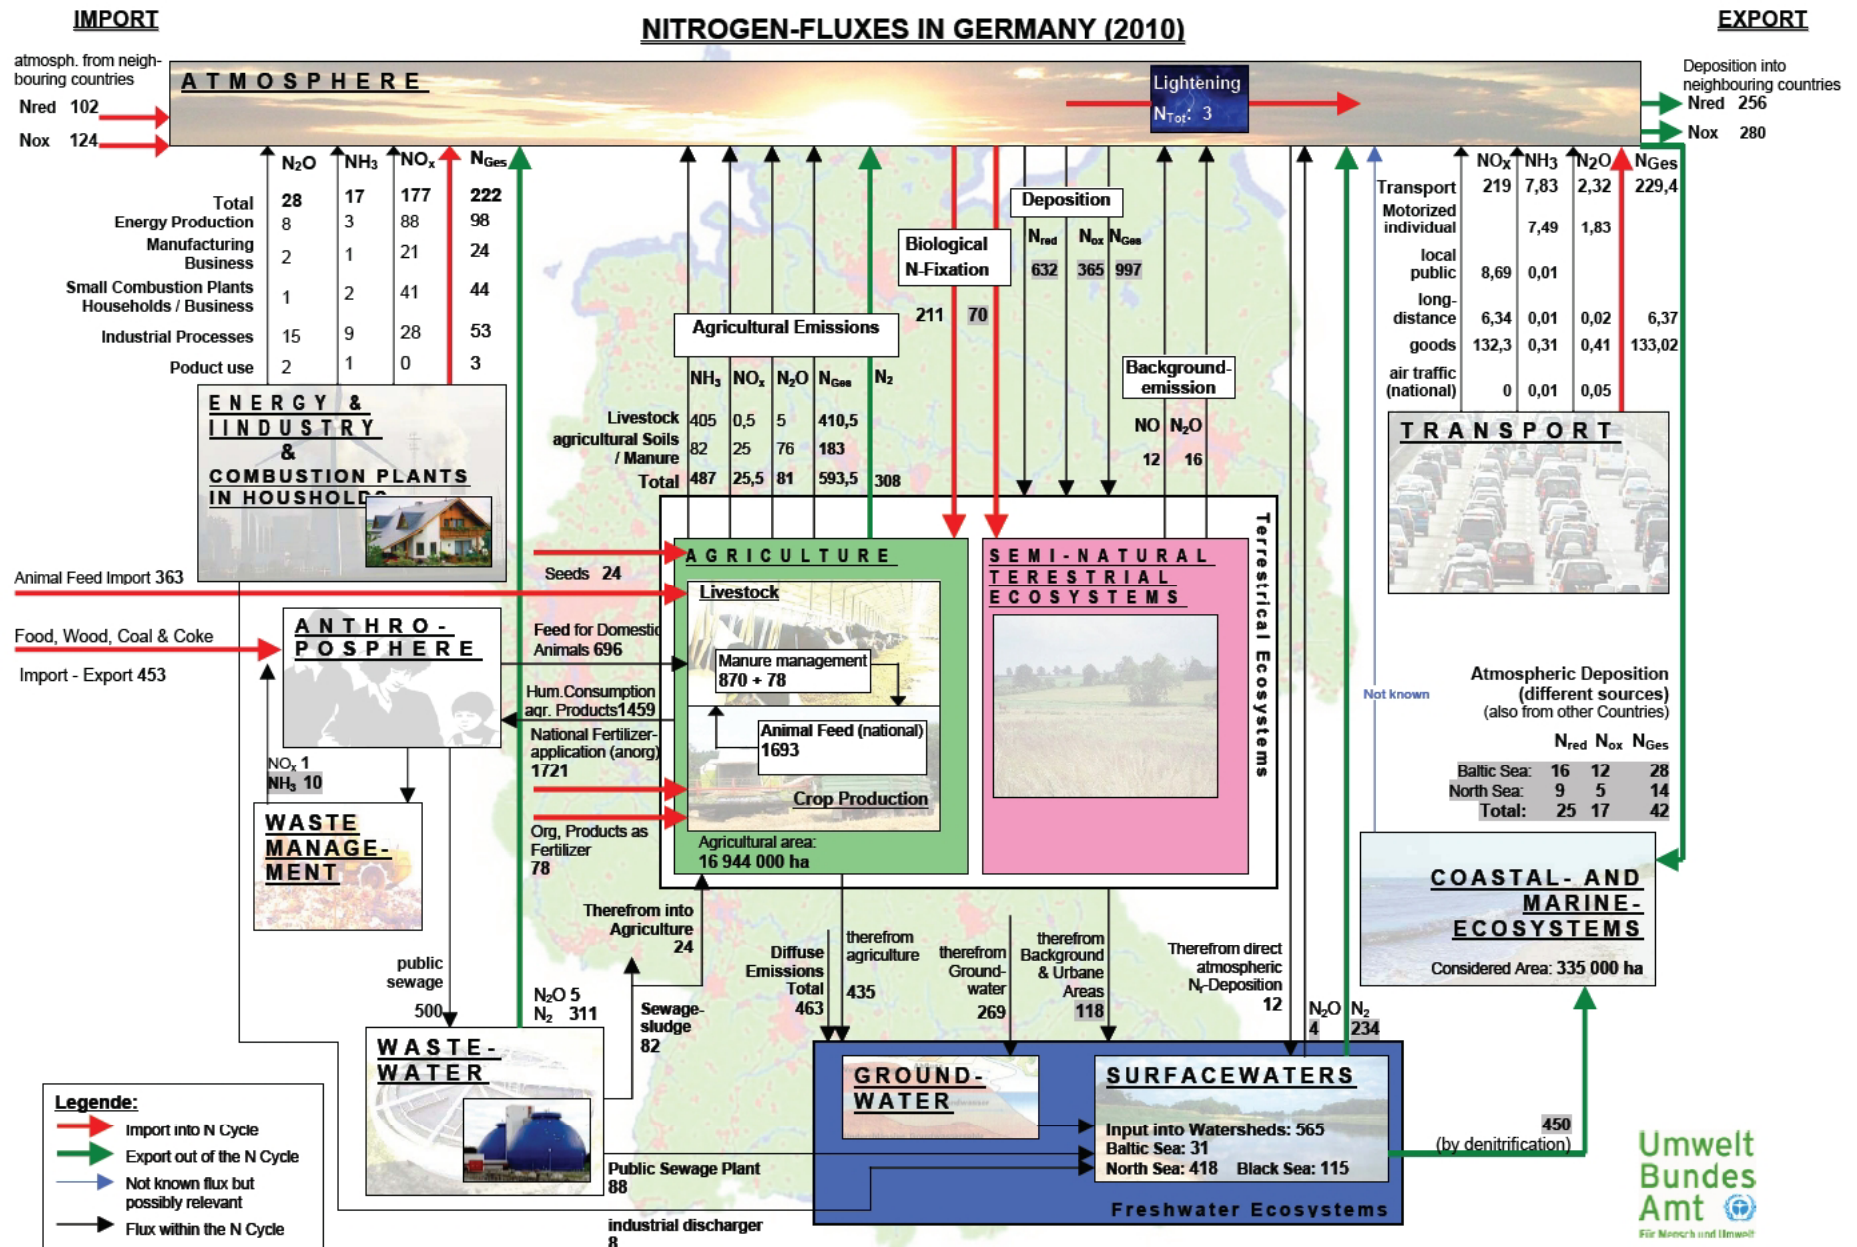 IMPORT
NITROGEN-FLUXES IN GERMANY (2010)
EXPORT
atmosph. from neigh-
bouring countries
Nred 102
Nox 124
ATMOSPHERE
Lightening
NTot: 3
Deposition into
neighbouring countries
Nred 256
Nox 280
N2O NH3 NOx NGes
Total 28 17 177 222
Energy Production 8 3 88 98
Manufacturing
Business 2 1 21 24
Small Combustion Plants
Households / Business 1 2 41 44
Industrial Processes 15 9 28 53
Poduct use 2 1 0 3
ENERGY &
IINDUSTRY
&
COMBUSTION PLANTS
IN HOUSHOLDS
Agricultural Emissions
NH3 NOx N2O NGes N2
Livestock 405 0,5 5 410,5
agricultural Soils
/ Manure 82 25 76 183
Total 487 25,5 81 593,5 308
Biological
N-Fixation
211 70
Deposition
Nred Nox NGes
632 365 997
Background-
emission
NO N2O
12 16
NOx NH3 N2O NGes
Transport 219 7,83 2,32 229,4
Motorized
individual 7,49 1,83
local
public 8,69 0,01
long-
distance 6,34 0,01 0,02 6,37
goods 132,3 0,31 0,41 133,02
air traffic
(national) 0 0,01 0,05
TRANSPORT
Animal Feed Import 363
Food, Wood, Coal & Coke
Import - Export 453
ANTHRO-
POSPHERE
NOx 1
NH3 10
WASTE
MANAGE-
MENT
Seeds 24
Feed for Domestic
Animals 696
Hum.Consumption
agr. Products1459
National Fertilizer-
application (anorg)
1721
Org, Products as
Fertilizer
78
AGRICULTURE
Livestock
Manure management
870 + 78
Animal Feed (national)
1693
Crop Production
Agricultural area:
16 944 000 ha
SEMI-NATURAL
TERESTRIAL
ECOSYSTEMS
Terrestrical Ecosystems
Not known
Atmospheric Deposition
(different sources)
(also from other Countries)
Nred Nox NGes
Baltic Sea: 16 12 28
North Sea: 9 5 14
Total: 25 17 42
COASTAL- AND
MARINE-
ECOSYSTEMS
Considered Area: 335 000 ha
public
sewage
500
N2O 5
N2 311
Therefrom into
Agriculture
24
Sewage-
sludge
82
Diffuse
Emissions
Total
463
therefrom
agriculture
435
therefrom
Ground-
water
269
therefrom
Background
& Urbane
Areas
118
Therefrom direct
atmospheric
Nr-Deposition
12
N2O N2
4 234
WASTE-
WATER
Public Sewage Plant
88
industrial discharger
8
GROUND-
WATER
SURFACEWATERS
Input into Watersheds: 565
Baltic Sea: 31
North Sea: 418 Black Sea: 115
Freshwater Ecosystems
450
(by denitrification)
Legende:
Import into N Cycle
Export out of the N Cycle
Not known flux but
possibly relevant
Flux within the N Cycle
Umwelt
Bundes
Amt
Für Mensch und Umwelt